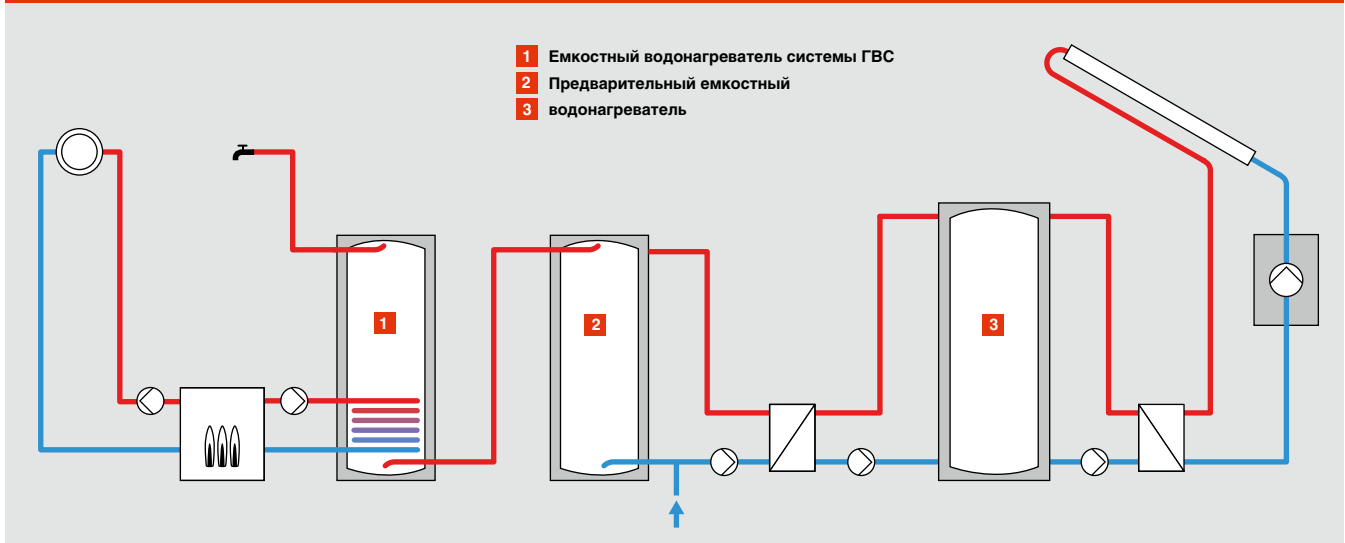 1 Емкостный водонагреватель системы ГВС
2 Предварительный емкостный
3 водонагреватель
1
2
3